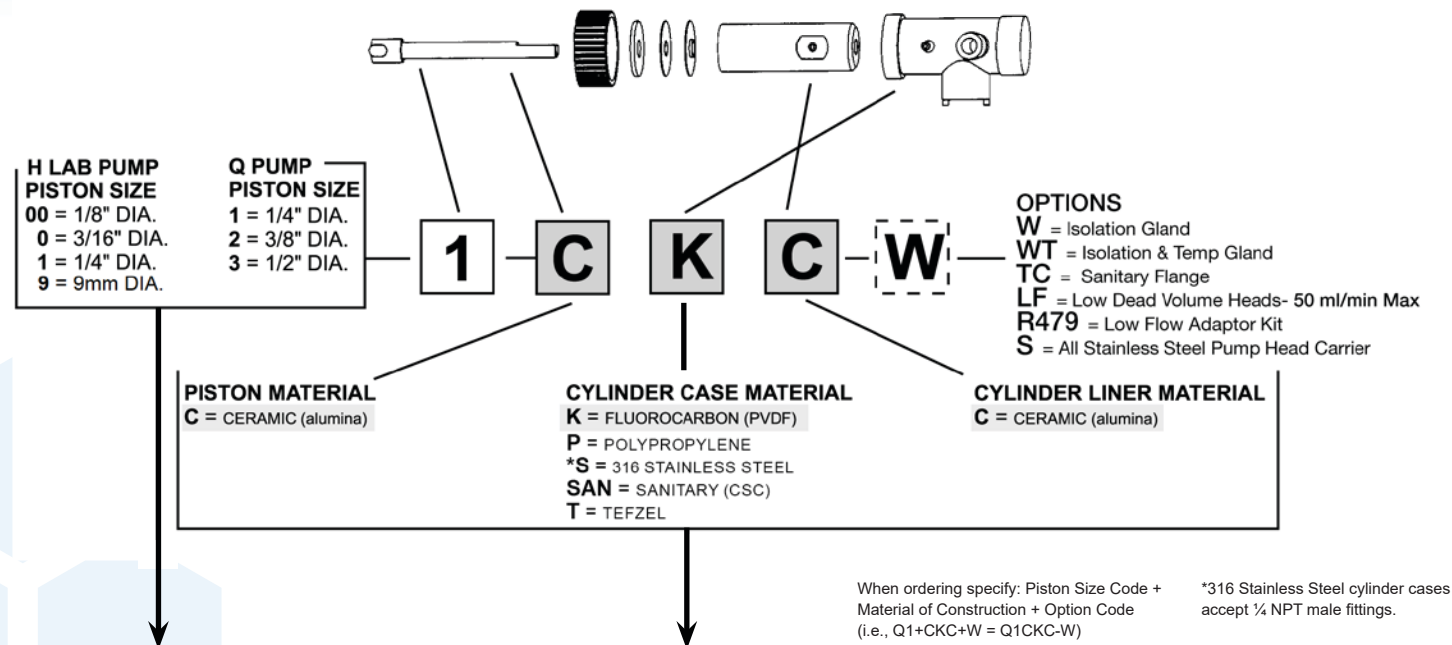 H LAB PUMP
PISTON SIZE
00 = 1/8" DIA.
0 = 3/16" DIA.
1 = 1/4" DIA.
9 = 9mm DIA.
Q PUMP
PISTON SIZE
1 = 1/4" DIA.
2 = 3/8" DIA.
3 = 1/2" DIA.
1 C K C W
OPTIONS
W = Isolation Gland
WT = Isolation & Temp Gland
TC = Sanitary Flange
LF = Low Dead Volume Heads- 50 ml/min Max
R479 = Low Flow Adaptor Kit
S = All Stainless Steel Pump Head Carrier
PISTON MATERIAL
C = CERAMIC (alumina)
CYLINDER CASE MATERIAL
K = FLUOROCARBON (PVDF)
P = POLYPROPYLENE
*S = 316 STAINLESS STEEL
SAN = SANITARY (CSC)
T = TEFZEL
CYLINDER LINER MATERIAL
C = CERAMIC (alumina)
When ordering specify: Piston Size Code +
Material of Construction + Option Code
(i.e., Q1+CKC+W = Q1CKC-W)
*316 Stainless Steel cylinder cases
accept ¼ NPT male fittings.